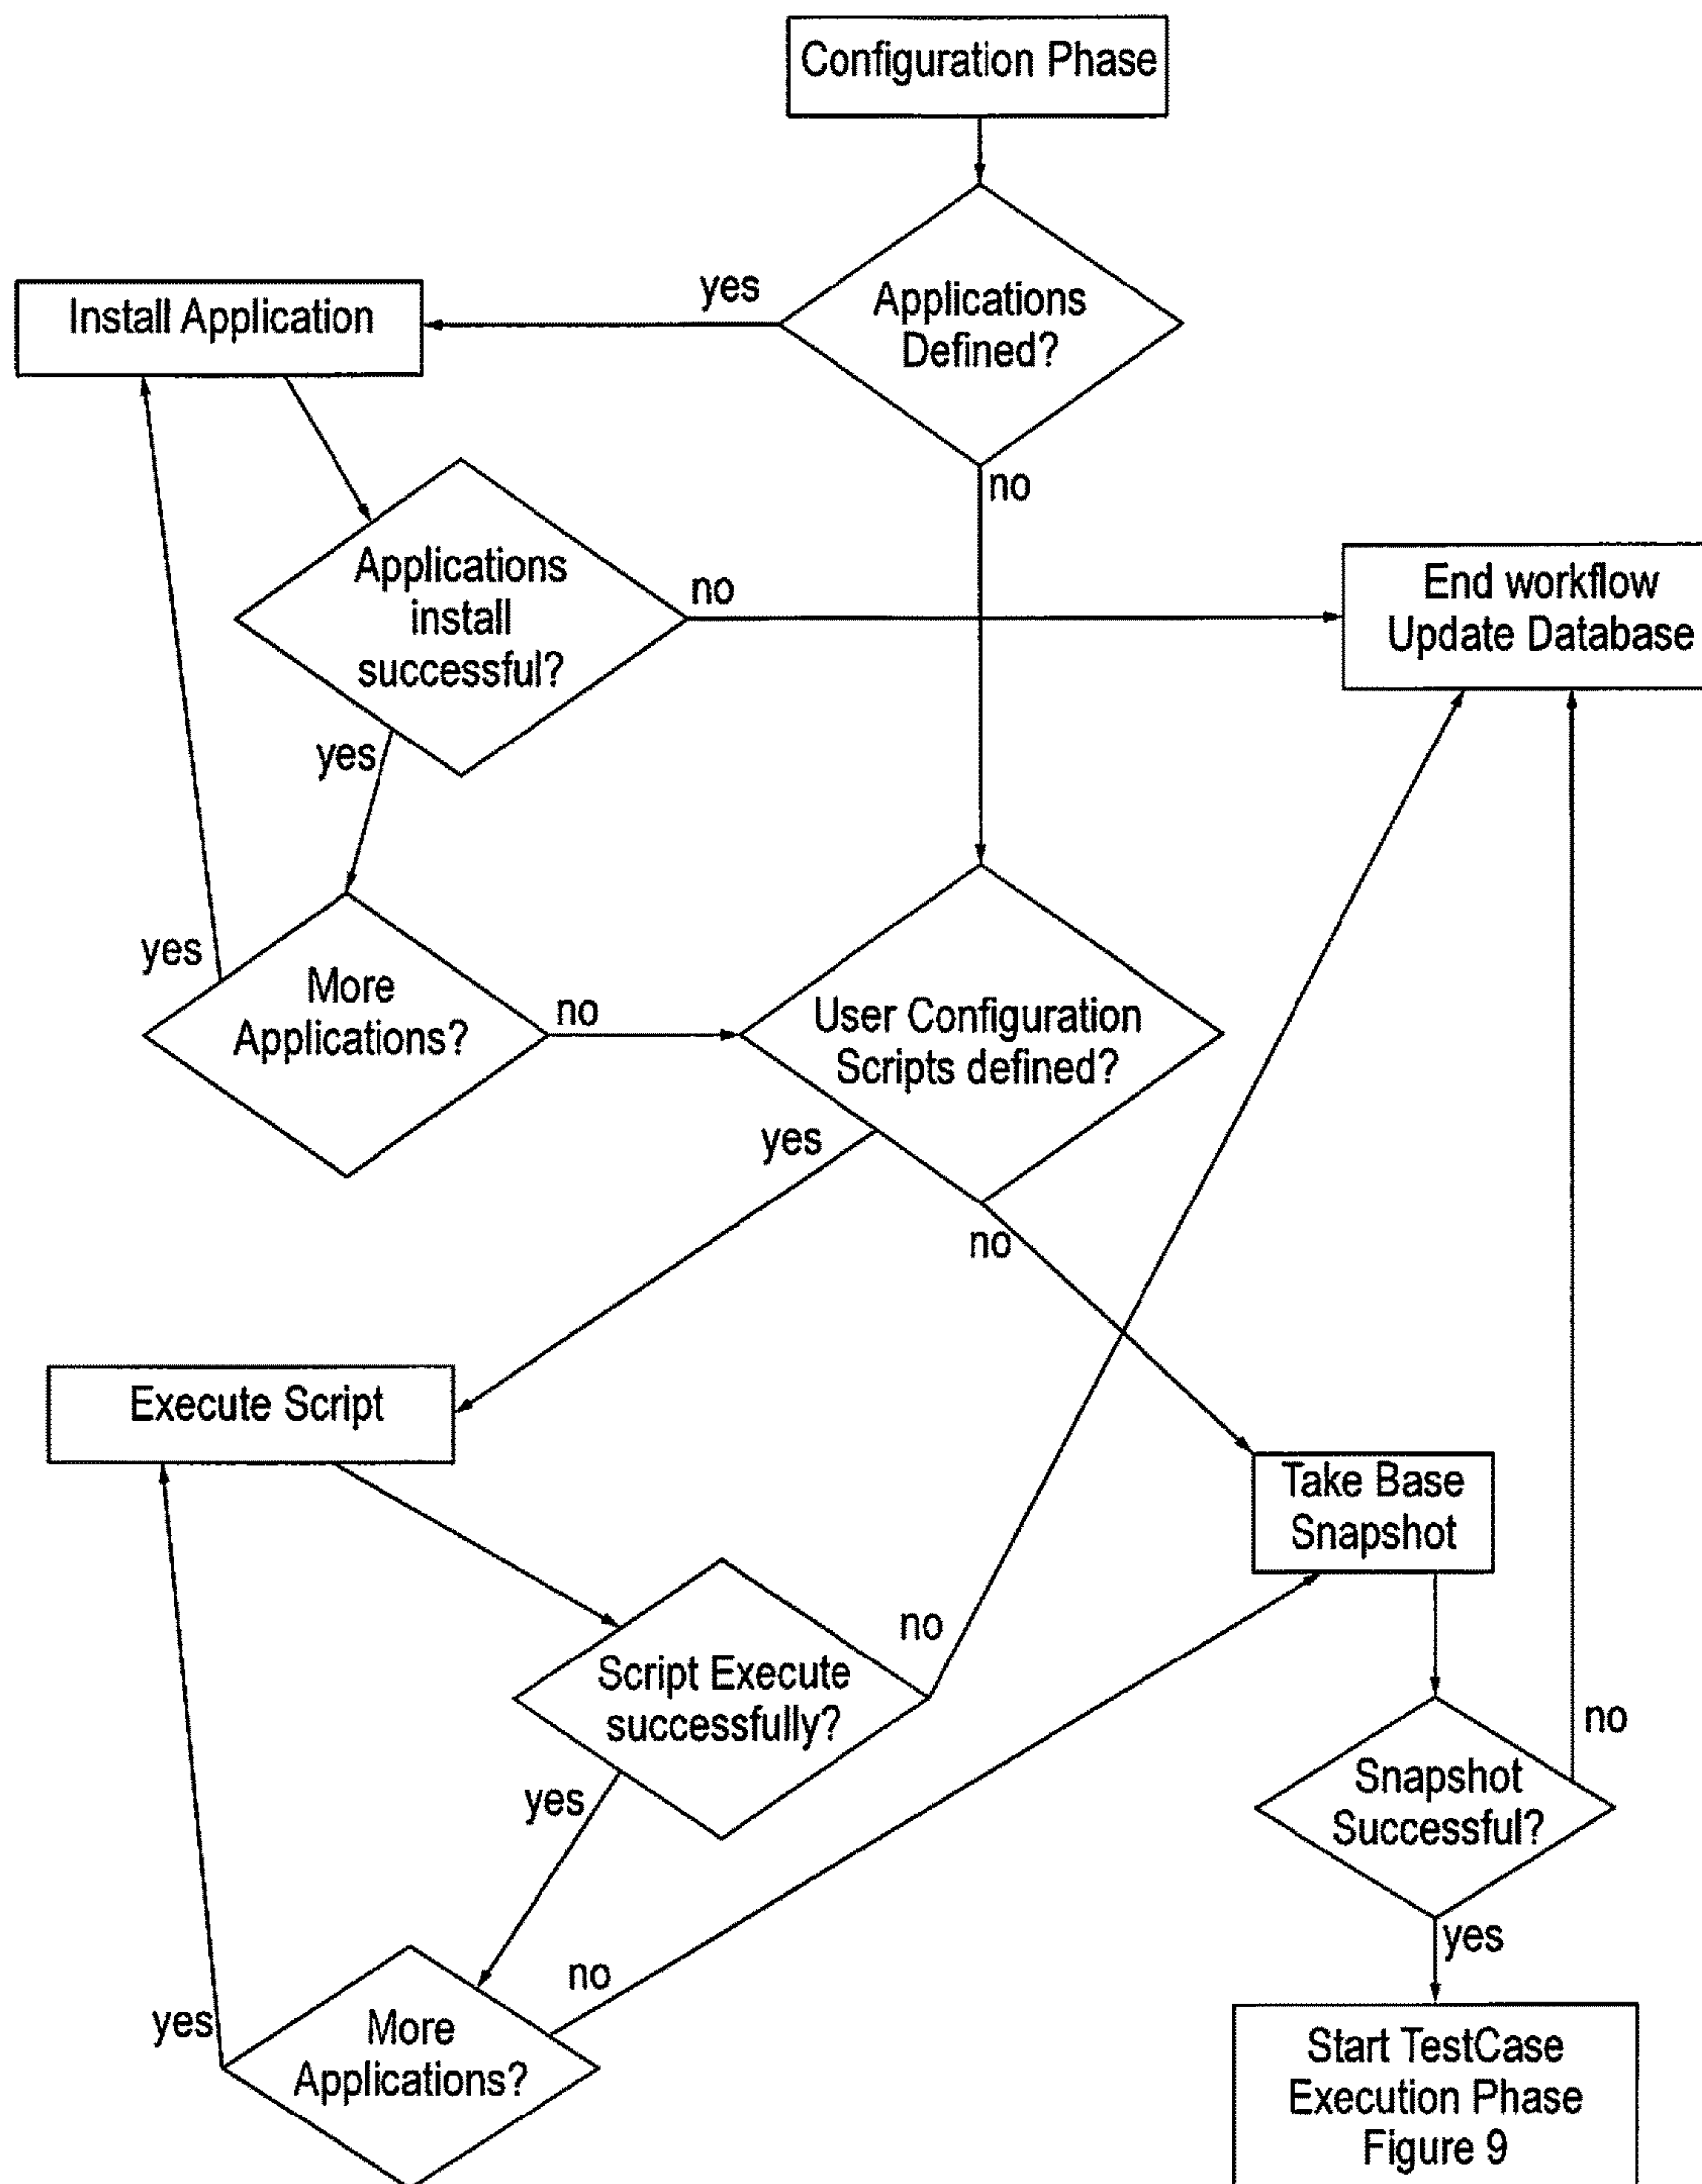 Configuration Phase
yes
Applications
Defined?
Install Application
no
Applications
install
successful?
no
End workflow
Update Database
yes
yes
More
Applications?
no
User Configuration
Scripts defined?
yes
no
Execute Script
Take Base
Snapshot
Script Execute
successfully?
no
no
Snapshot
Successful?
yes
yes
no
yes
More
Applications?
Start TestCase
Execution Phase
Figure 9